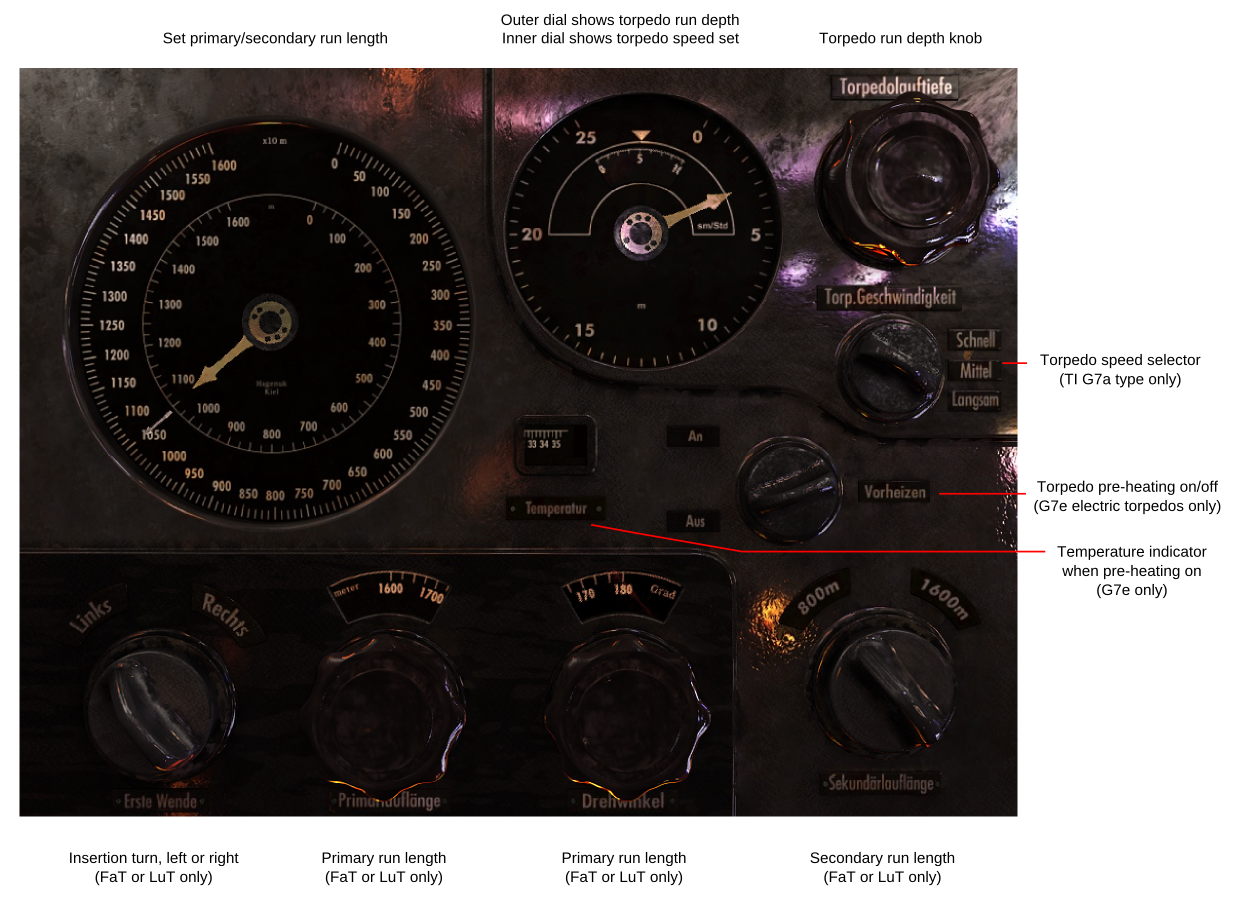 Set primary/secondary run length
Outer dial shows torpedo run depth
Inner dial shows torpedo speed set
Torpedo run depth knob
Torpedolauftiefe
x10 m
0
50
100
150
200
250
300
350
400
450
500
550
600
650
700
750
800
850
900
950
1000
1050
1100
1150
1200
1250
1300
1350
1400
1450
1500
1550
1600
m
0
100
200
300
400
500
600
700
800
900
1000
1100
1200
1300
1400
1500
1600
Hagenuk
Kiel
25
0
5
10
15
20
0
5
sm/Std
m
Torp.Geschwindigkeit
Schnell
Mittel
Langsam
Torpedo speed selector
(TI G7a type only)
33 34 35
Temperatur
An
Aus
Vorheizen
Torpedo pre-heating on/off
(G7e electric torpedos only)
Temperature indicator
when pre-heating on
(G7e only)
Links
Rechts
meter
1600
1700
170
180
Grad
800m
1600m
Erste Wende
Primärlauflänge
Drehwinkel
Sekundärlauflänge
Insertion turn, left or right
(FaT or LuT only)
Primary run length
(FaT or LuT only)
Primary run length
(FaT or LuT only)
Secondary run length
(FaT or LuT only)